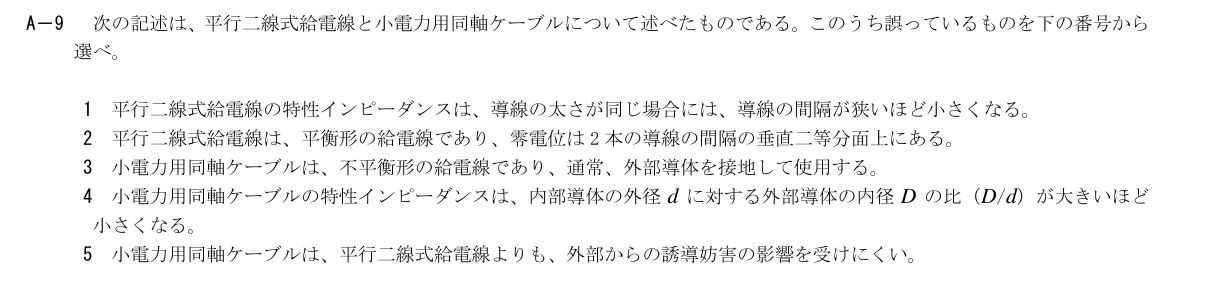 A－9　次の記述は、平行二線式給電線と小電力用同軸ケーブルについて述べたものである。このうち誤っているものを下の番号から
選べ。
1　平行二線式給電線の特性インピーダンスは、導線の太さが同じ場合には、導線の間隔が狭いほど小さくなる。
2　平行二線式給電線は、平衡形の給電線であり、零電位は2本の導線の間隔の垂直二等分面上にある。
3　小電力用同軸ケーブルは、不平衡形の給電線であり、通常、外部導体を接地して使用する。
4　小電力用同軸ケーブルの特性インピーダンスは、内部導体の外径 d に対する外部導体の内径 D の比（D/d）が大きいほど
小さくなる。
5　小電力用同軸ケーブルは、平行二線式給電線よりも、外部からの誘導妨害の影響を受けにくい。